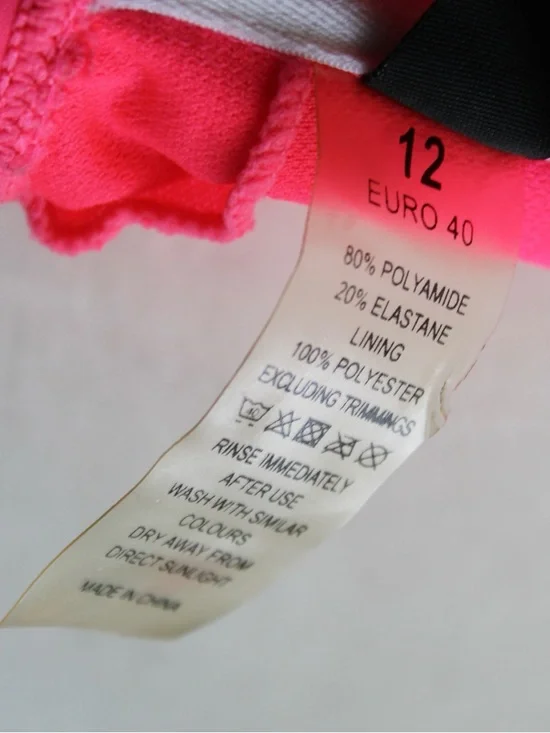 12
EURO 40
80% POLYAMIDE
20% ELASTANE
LINING
100% POLYESTER
EXCLUDING TRIMMINGS
40
RINSE IMMEDIATELY
AFTER USE
WASH WITH SIMILAR
COLOURS
DRY AWAY FROM
DIRECT SUNLIGHT
MADE IN CHINA